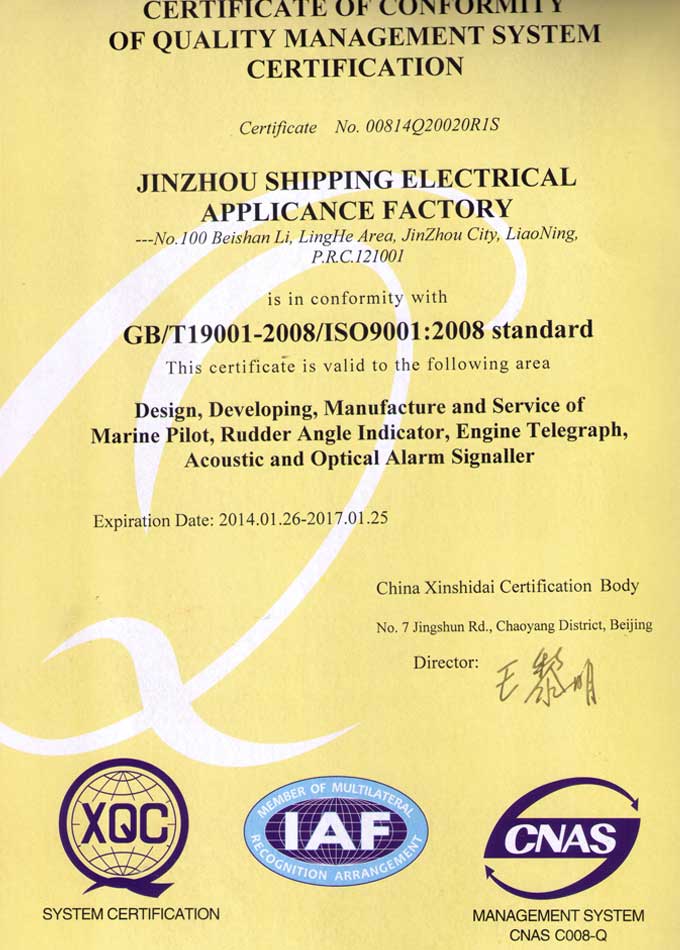 CERTIFICATE OF CONFORMITY
OF QUALITY MANAGEMENT SYSTEM
CERTIFICATION
Certificate No. 00814Q20020R1S
JINZHOU SHIPPING ELECTRICAL
APPLICANCE FACTORY
---No.100 Beishan Li, LingHe Area, JinZhou City, LiaoNing,
P.R.C.121001
is in conformity with
GB/T19001-2008/ISO9001:2008 standard
This certificate is valid to the following area
Design, Developing, Manufacture and Service of
Marine Pilot, Rudder Angle Indicator, Engine Telegraph,
Acoustic and Optical Alarm Signaller
Expiration Date: 2014.01.26-2017.01.25
China Xinshidai Certification Body
No. 7 Jingshun Rd., Chaoyang District, Beijing
Director: 王黎明
XQC
SYSTEM CERTIFICATION
MEMBER OF MULTILATERAL
IAF
RECOGNITION ARRANGEMENT
CNAS
MANAGEMENT SYSTEM
CNAS C008-Q